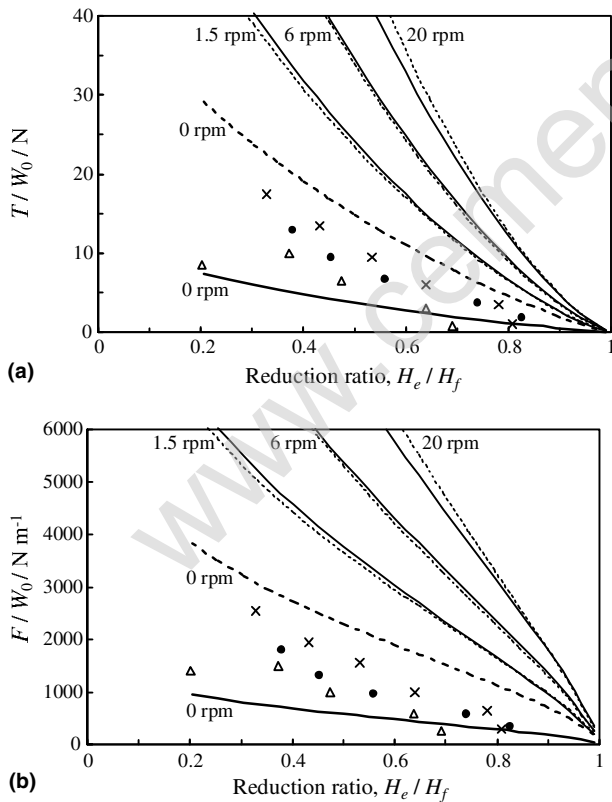 40
30
20
10
0
T / W0 / N
1.5 rpm
6 rpm
20 rpm
0 rpm
0 rpm
0 0.2 0.4 0.6 0.8 1
(a)
Reduction ratio, He / Hf
6000
5000
4000
3000
2000
1000
0
F / W0 / N m-1
1.5 rpm
6 rpm
20 rpm
0 rpm
0 rpm
0 0.2 0.4 0.6 0.8 1
(b)
Reduction ratio, He / Hf